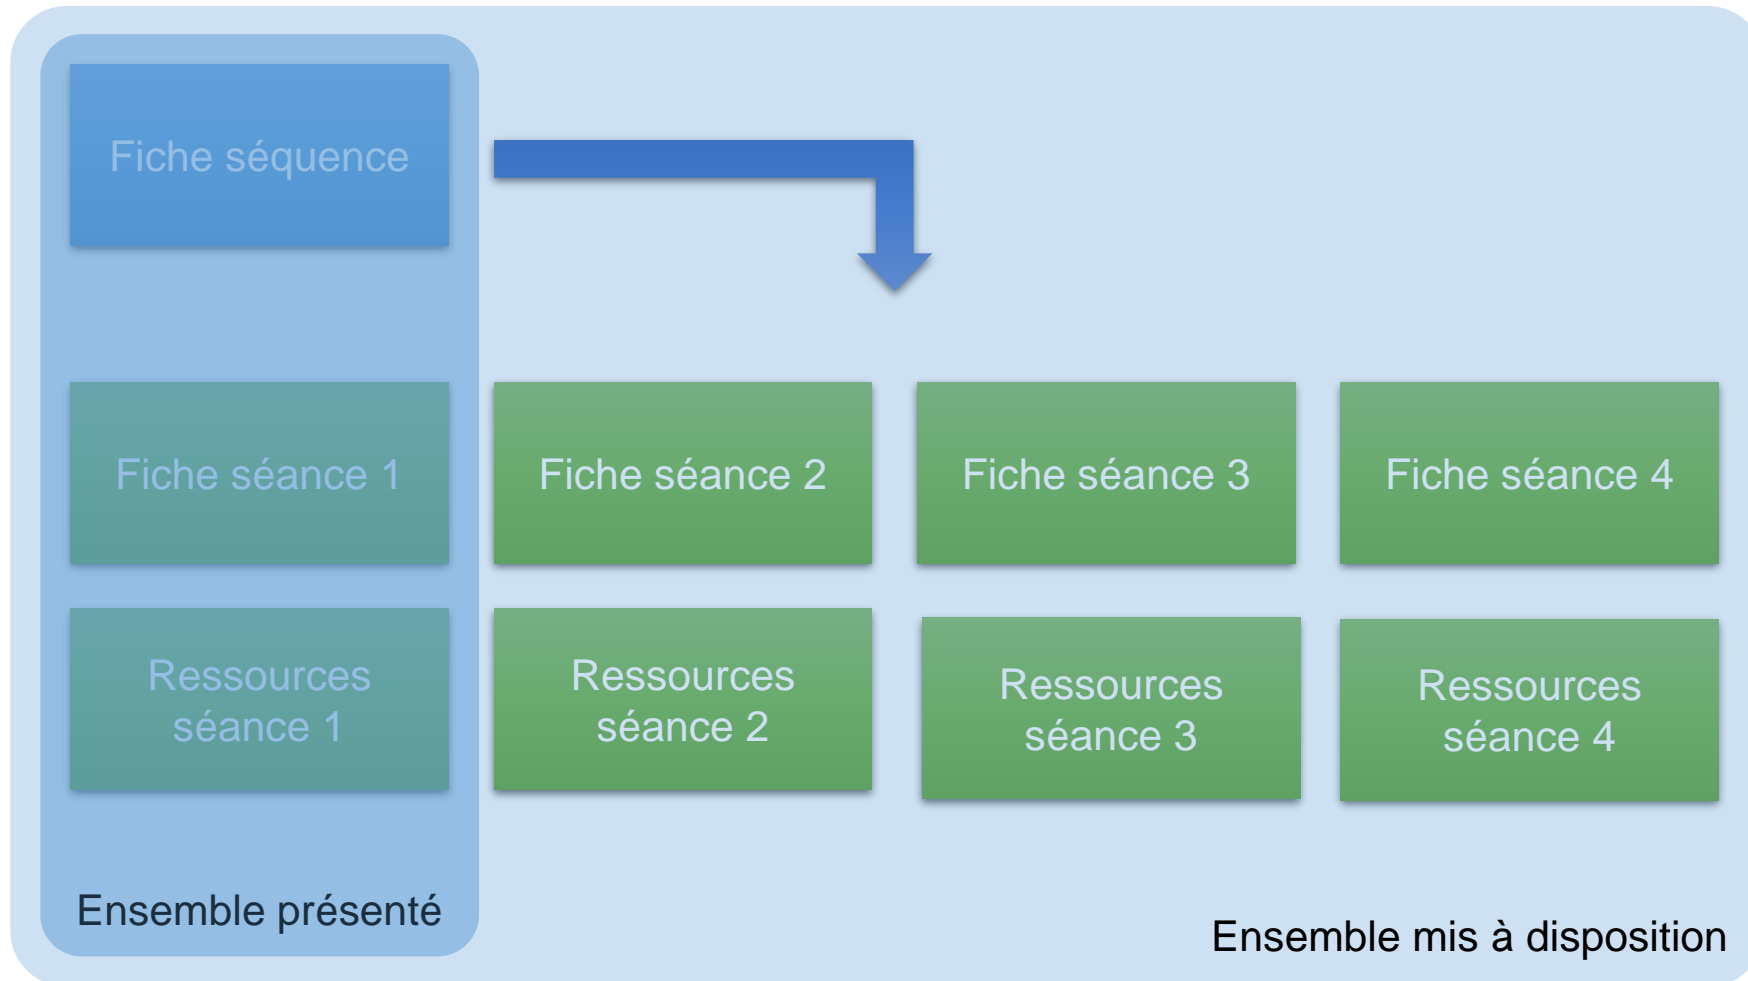 Fiche séquence
Fiche séance 1
Fiche séance 2
Fiche séance 3
Fiche séance 4
Ressources
séance 1
Ressources
séance 2
Ressources
séance 3
Ressources
séance 4
Ensemble présenté
Ensemble mis à disposition